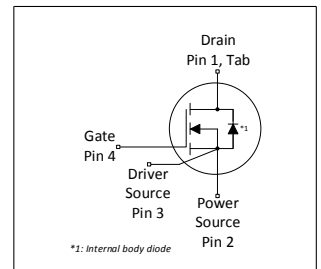 Drain
Pin 1, Tab
*1
Gate
Pin 4
Driver
Source
Pin 3
Power
Source
Pin 2
*1: Internal body diode